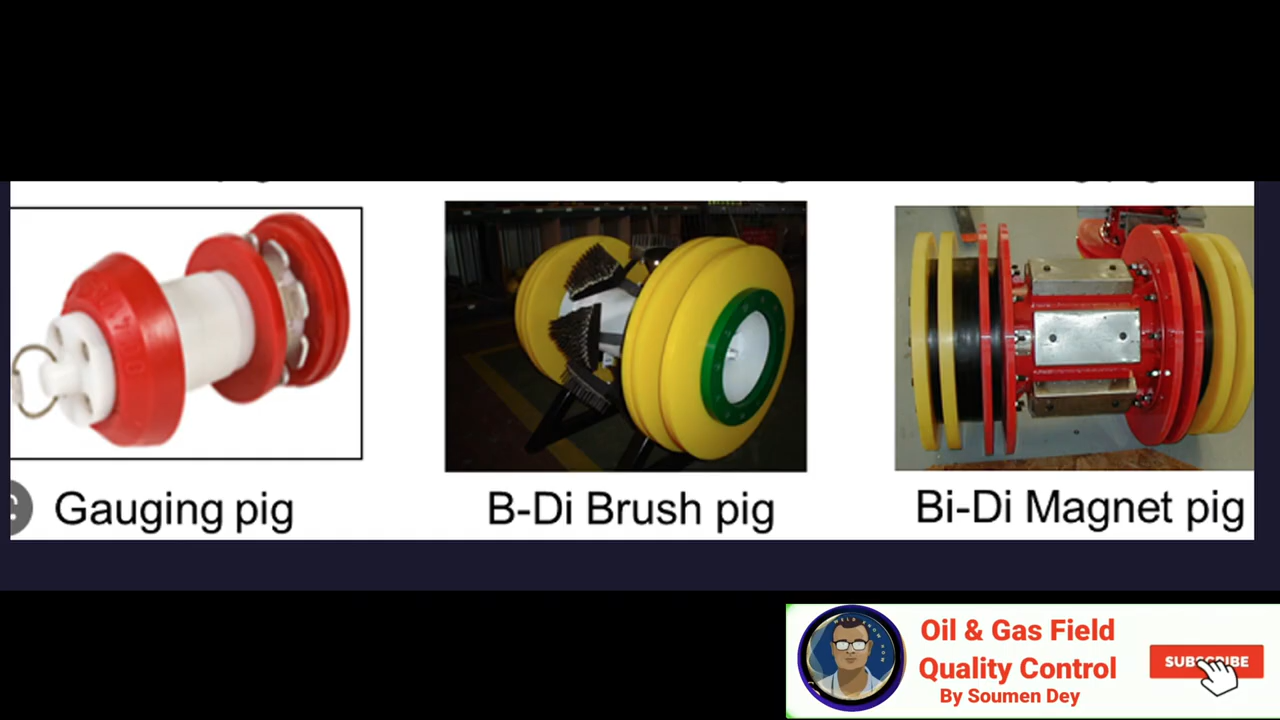 Gauging pig
B-Di Brush pig
Bi-Di Magnet pig
Oil & Gas Field
Quality Control
By Soumen Dey
SUBSCRIBE